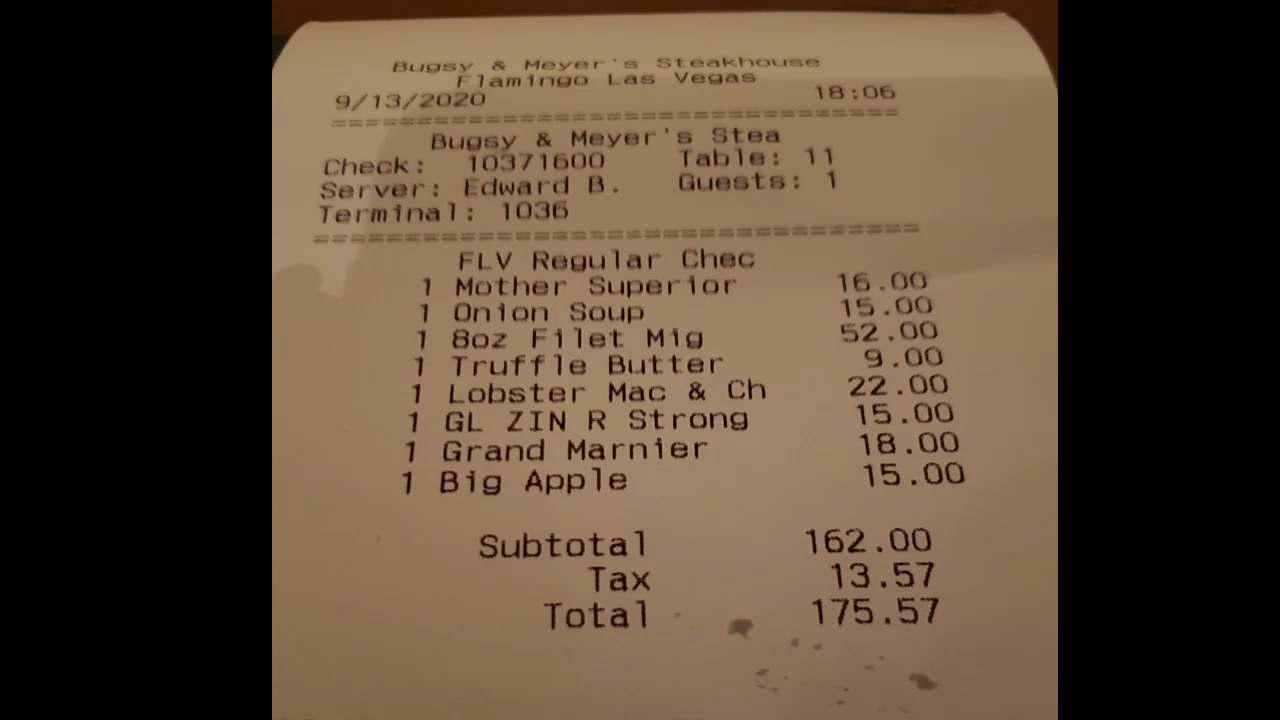 Bugsy & Meyer's Steakhouse
Flamingo Las Vegas
9/13/2020 18:06
========================================
Bugsy & Meyer's Stea
Check: 10371600 Table: 11
Server: Edward B. Guests: 1
Terminal: 1036
========================================
FLV Regular Chec
1 Mother Superior 16.00
1 Onion Soup 15.00
1 8oz Filet Mig 52.00
1 Truffle Butter 9.00
1 Lobster Mac & Ch 22.00
1 GL ZIN R Strong 15.00
1 Grand Marnier 18.00
1 Big Apple 15.00
Subtotal 162.00
Tax 13.57
Total 175.57